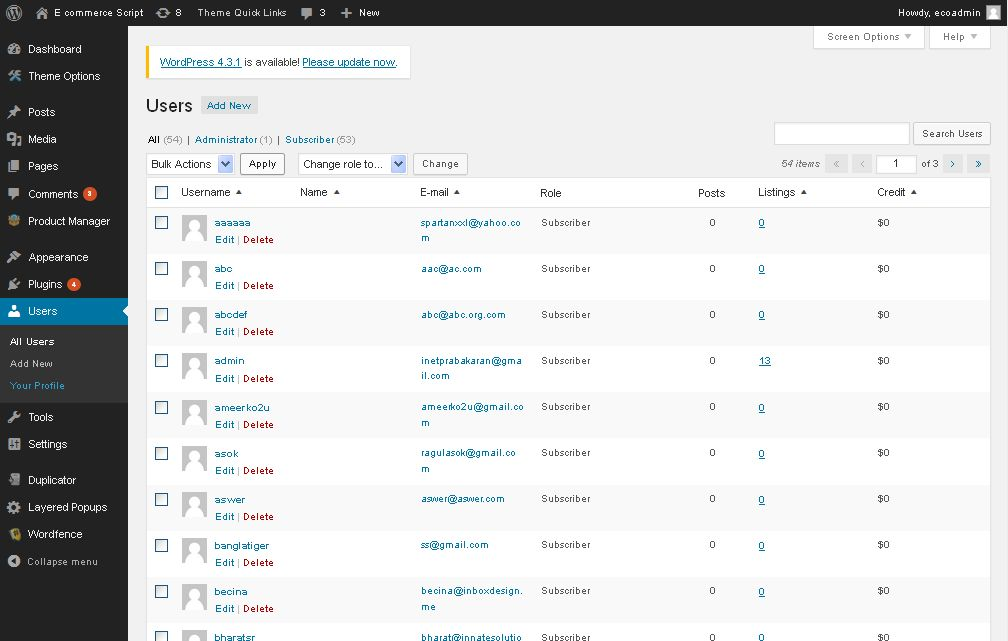 E commerce Script 8 Theme Quick Links 3 + New Howdy, ecoadmin
Screen Options Help
Dashboard
Theme Options
Posts
Media
Pages
Comments 3
Product Manager
Appearance
Plugins 4
Users
All Users
Add New
Your Profile
Tools
Settings
Duplicator
Layered Popups
Wordfence
Collapse menu
WordPress 4.3.1 is available! Please update now.
Users Add New
All (54) | Administrator (1) | Subscriber (53)
Search Users
Bulk Actions Apply Change role to... Change 54 items « ‹ 1 of 3 › »
Username Name E-mail Role Posts Listings Credit
aaaaaa spartanxxl@yahoo.co Subscriber 0 0 $0
m
Edit | Delete
abc aac@ac.com Subscriber 0 0 $0
Edit | Delete
abcdef abc@abc.org.com Subscriber 0 0 $0
Edit | Delete
admin inetprabakaran@gma Subscriber 0 13 $0
il.com
Edit | Delete
ameerko2u ameerko2u@gmail.co Subscriber 0 0 $0
m
Edit | Delete
asok ragulasok@gmail.co Subscriber 0 0 $0
m
Edit | Delete
aswer aswer@aswer.com Subscriber 0 0 $0
Edit | Delete
banglatiger ss@gmail.com Subscriber 0 0 $0
Edit | Delete
becina becina@inboxdesign. Subscriber 0 0 $0
me
Edit | Delete
bharatsr bharat@innatesolutio Subscriber 0 0 $0